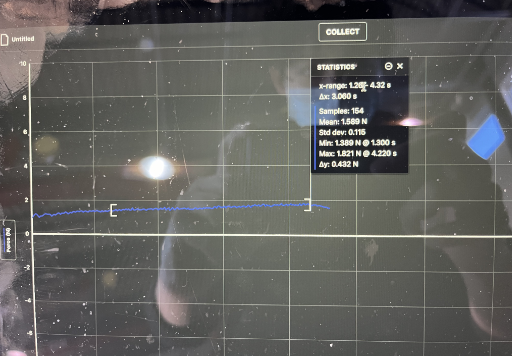 Untitled
COLLECT
STATISTICS
x-range: 1.260- 4.32 s
Δx: 3.060 s
Samples: 154
Mean: 1.589 N
Std dev: 0.115
Min: 1.389 N @ 1.300 s
Max: 1.821 N @ 4.220 s
Δy: 0.432 N
10
8
6
4
2
0
-2
-4
-6
Force (N)